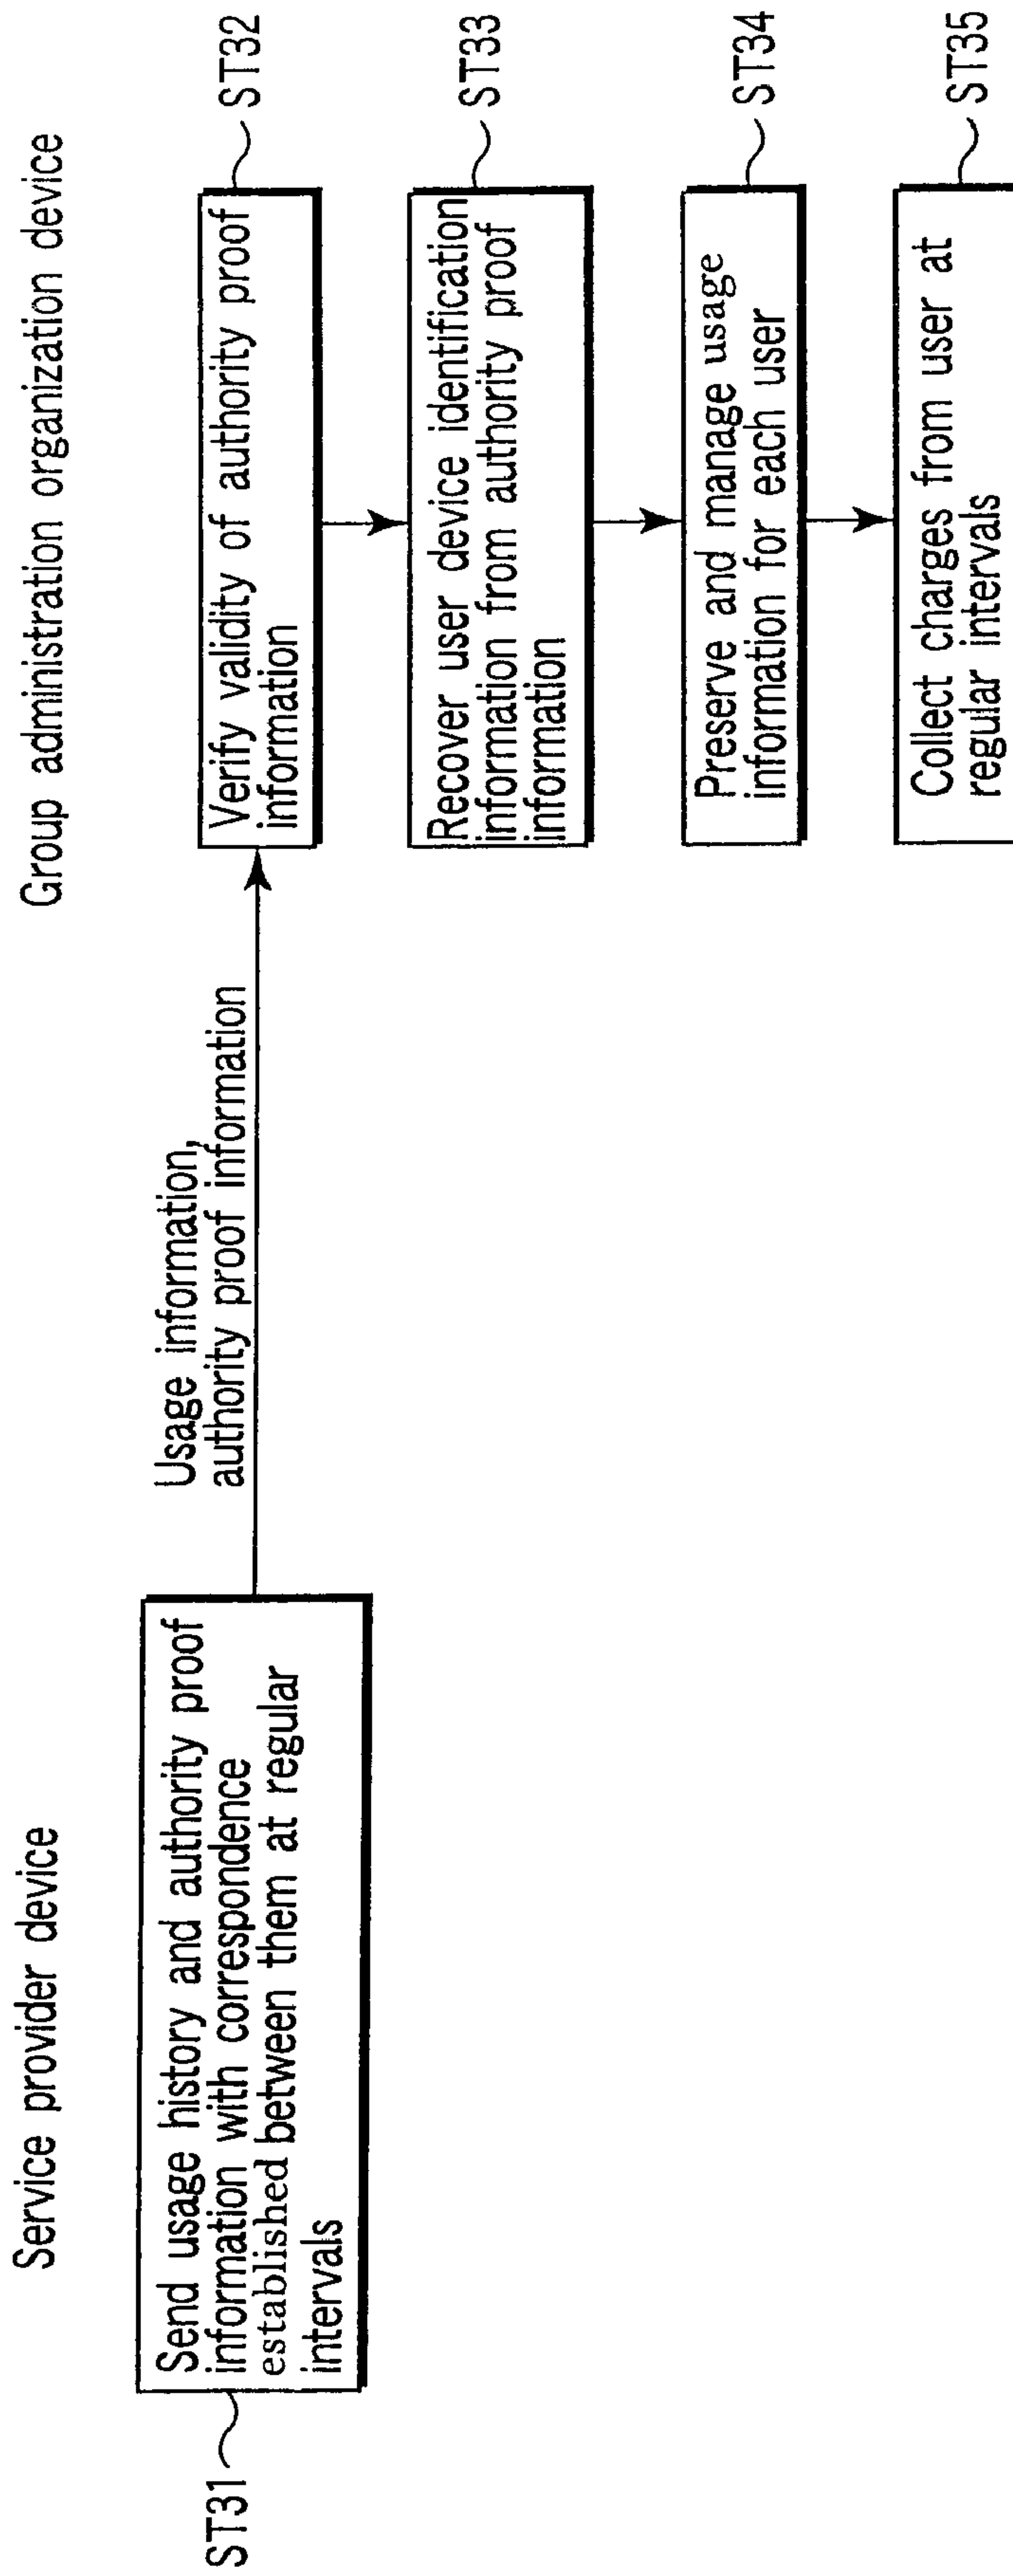 Service provider device
Group administration organization device
ST31
Send usage history and authority proof
information with correspondence
established between them at regular
intervals
Usage information,
authority proof information
Verify validity of authority proof
information
ST32
Recover user device identification
information from authority proof
information
ST33
Preserve and manage usage
information for each user
ST34
Collect charges from user at
regular intervals
ST35